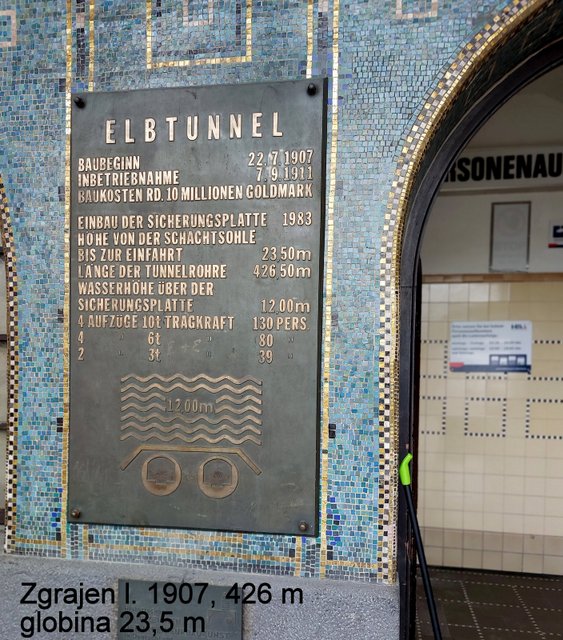 ELBTUNNEL
BAUBEGINN 22.7.1907
INBETRIEBNAHME 7.9.1911
BAUKOSTEN RD.10 MILLIONEN GOLDMARK
EINBAU DER SICHERUNGSPLATTE 1983
HÖHE VON DER SCHACHTSOHLE
BIS ZUR EINFAHRT 23,50m
LÄNGE DER TUNNELRÖHRE 426,50m
WASSERHÖHE ÜBER DER
SICHERUNGSPLATTE 12,00m
4 AUFZÜGE 10t TRAGKRAFT 130 PERS.
4 " 6t " 80 "
2 " 3t " 39 "
12,00m
RSONENAU
Zgrajen l. 1907, 426 m
globina 23,5 m